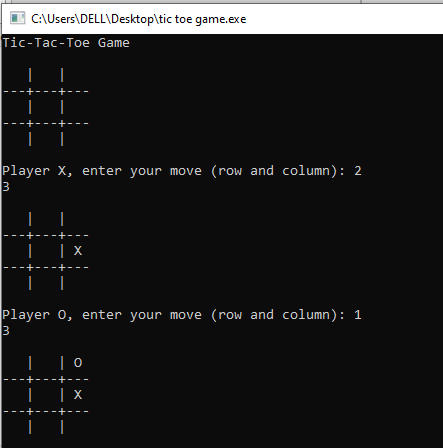 C:\Users\DELL\Desktop\tic toe game.exe
Tic-Tac-Toe Game
   |   |
---+---+---
   |   |
---+---+---
   |   |
Player X, enter your move (row and column): 2
3
   |   |
---+---+---
   |   | X
---+---+---
   |   |
Player O, enter your move (row and column): 1
3
   |   | O
---+---+---
   |   | X
---+---+---
   |   |